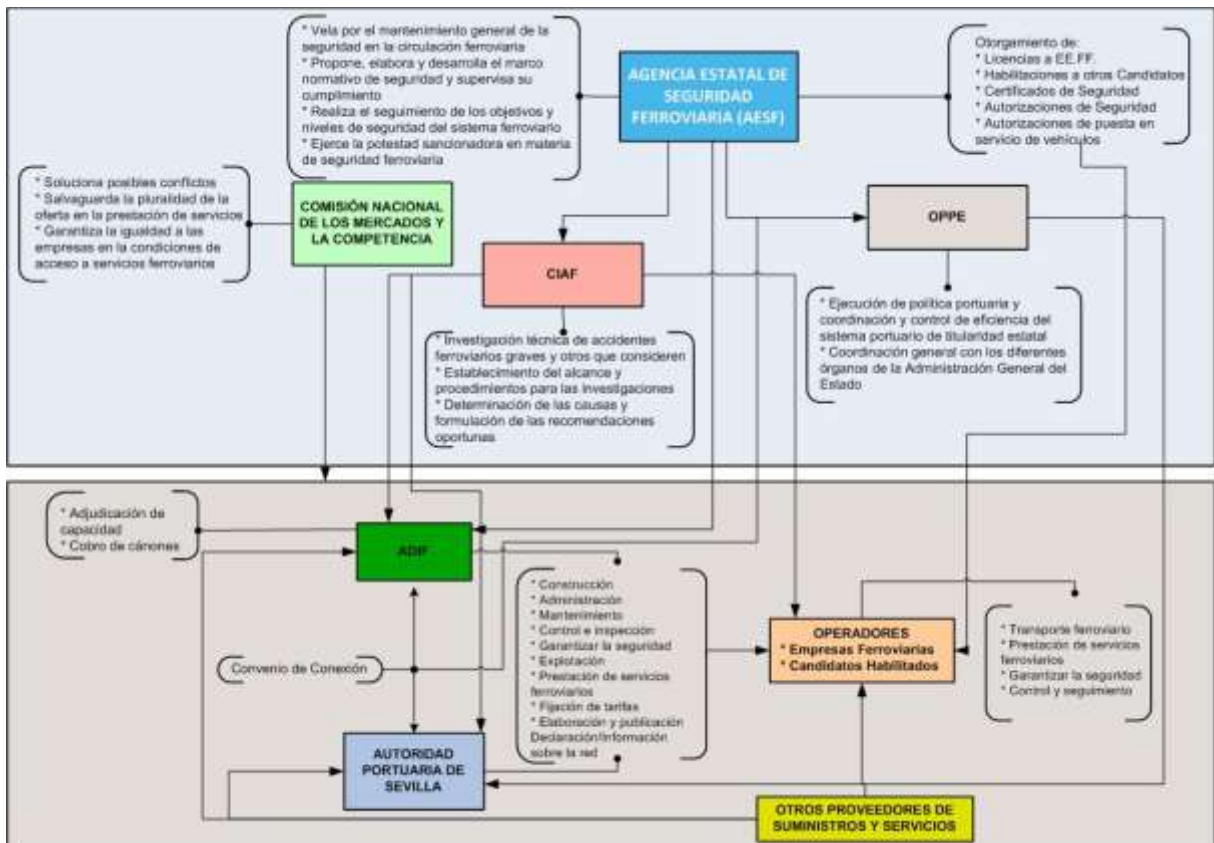 * Vela por el mantenimiento general de la
seguridad en la circulación ferroviaria
* Propone, elabora y desarrolla el marco
normativo de seguridad y supervisa su
cumplimiento
* Realiza el seguimiento de los objetivos y
niveles de seguridad del sistema ferroviario
* Ejerce la potestad sancionadora en materia
de seguridad ferroviaria
AGENCIA ESTATAL DE
SEGURIDAD
FERROVIARIA (AESF)
Otorgamiento de:
* Licencias a EE.FF.
* Habilitaciones a otros Candidatos
* Certificados de Seguridad
* Autorizaciones de Seguridad
* Autorizaciones de puesta en
servicio de vehículos
* Soluciona posibles conflictos
* Salvaguarda la pluralidad de la
oferta en la prestación de servicios
* Garantiza la igualdad a las
empresas en la condiciones de
acceso a servicios ferroviarios
COMISIÓN NACIONAL
DE LOS MERCADOS Y
LA COMPETENCIA
OPPE
CIAF
* Investigación técnica de accidentes
ferroviarios graves y otros que consideren
* Establecimiento del alcance y
procedimientos para las investigaciones
* Determinación de las causas y
formulación de las recomendaciones
oportunas
* Ejecución de política portuaria y
coordinación y control de eficiencia del
sistema portuario de titularidad estatal
* Coordinación general con los diferentes
órganos de la Administración General del
Estado
* Adjudicación de
capacidad
* Cobro de cánones
ADIF
* Construcción
* Administración
* Mantenimiento
* Control e inspección
* Garantizar la seguridad
* Explotación
* Prestación de servicios
ferroviarios
* Fijación de tarifas
* Elaboración y publicación
Declaración/Información
sobre la red
OPERADORES
* Empresas Ferroviarias
* Candidatos Habilitados
* Transporte ferroviario
* Prestación de servicios
ferroviarios
* Garantizar la seguridad
* Control y seguimiento
Convenio de Conexón
AUTORIDAD
PORTUARIA DE
SEVILLA
OTROS PROVEEDORES DE
SUMINISTROS Y SERVICIOS